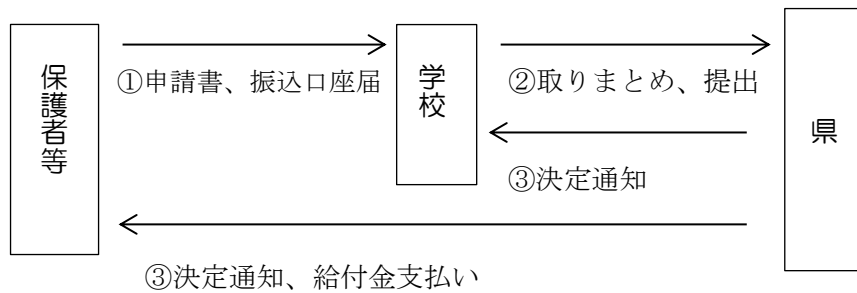 保護者等
①申請書、振込口座届
学校
②取りまとめ、提出
県
③決定通知
③決定通知、給付金支払い